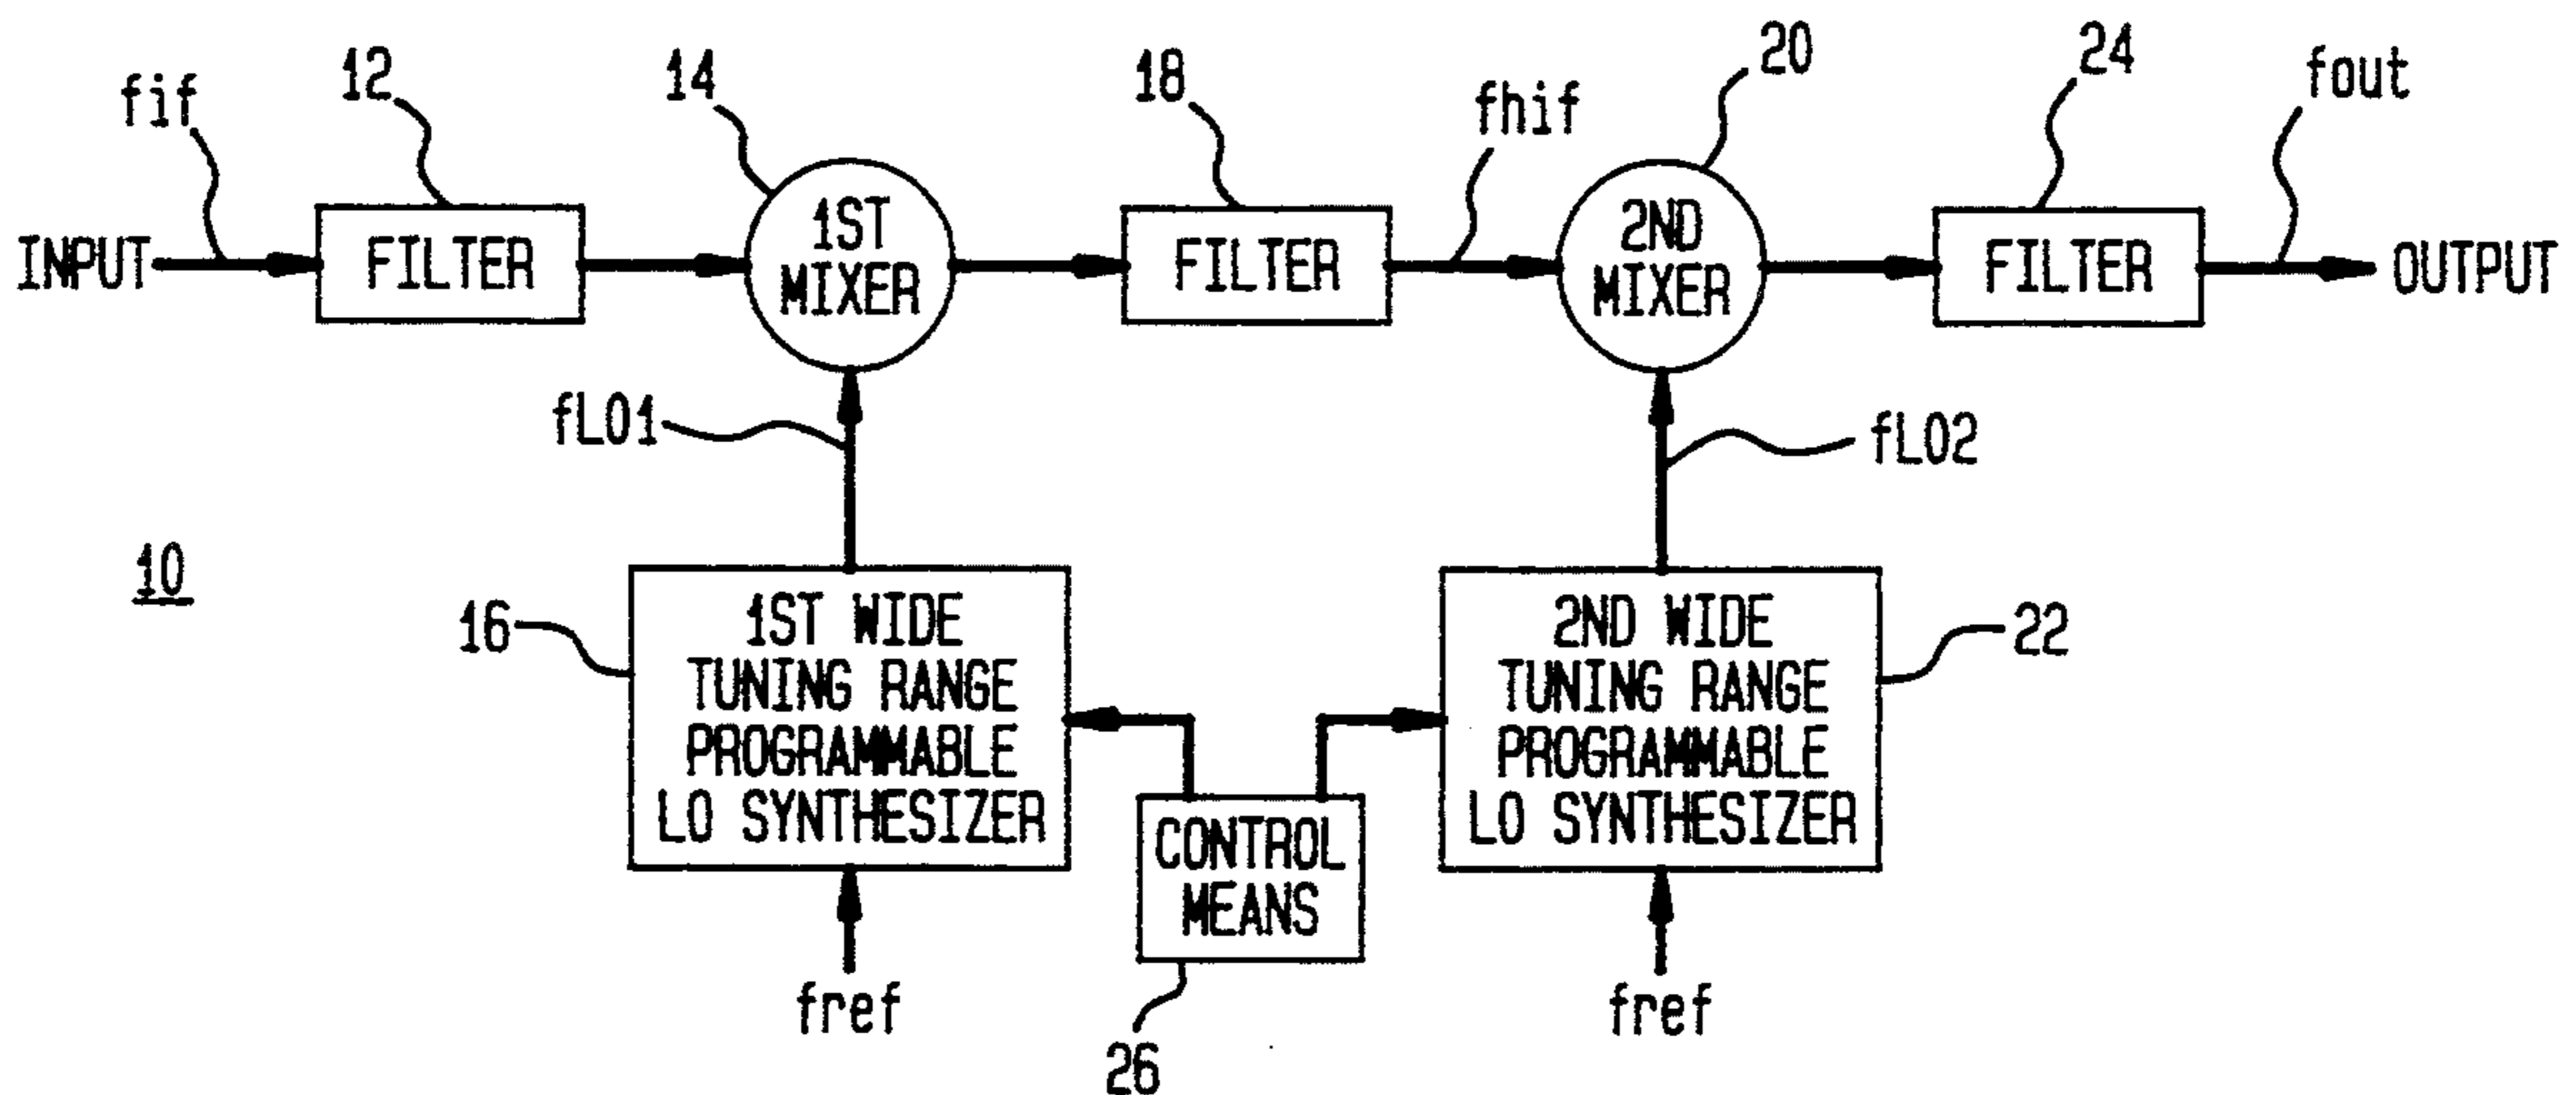 fif
12
14
18
fhif
20
24
fout
INPUT
FILTER
1ST
MIXER
FILTER
2ND
MIXER
FILTER
OUTPUT
fLO1
fLO2
10
16
1ST WIDE
TUNING RANGE
PROGRAMMABLE
LO SYNTHESIZER
2ND WIDE
TUNING RANGE
PROGRAMMABLE
LO SYNTHESIZER
22
CONTROL
MEANS
fref
26
fref